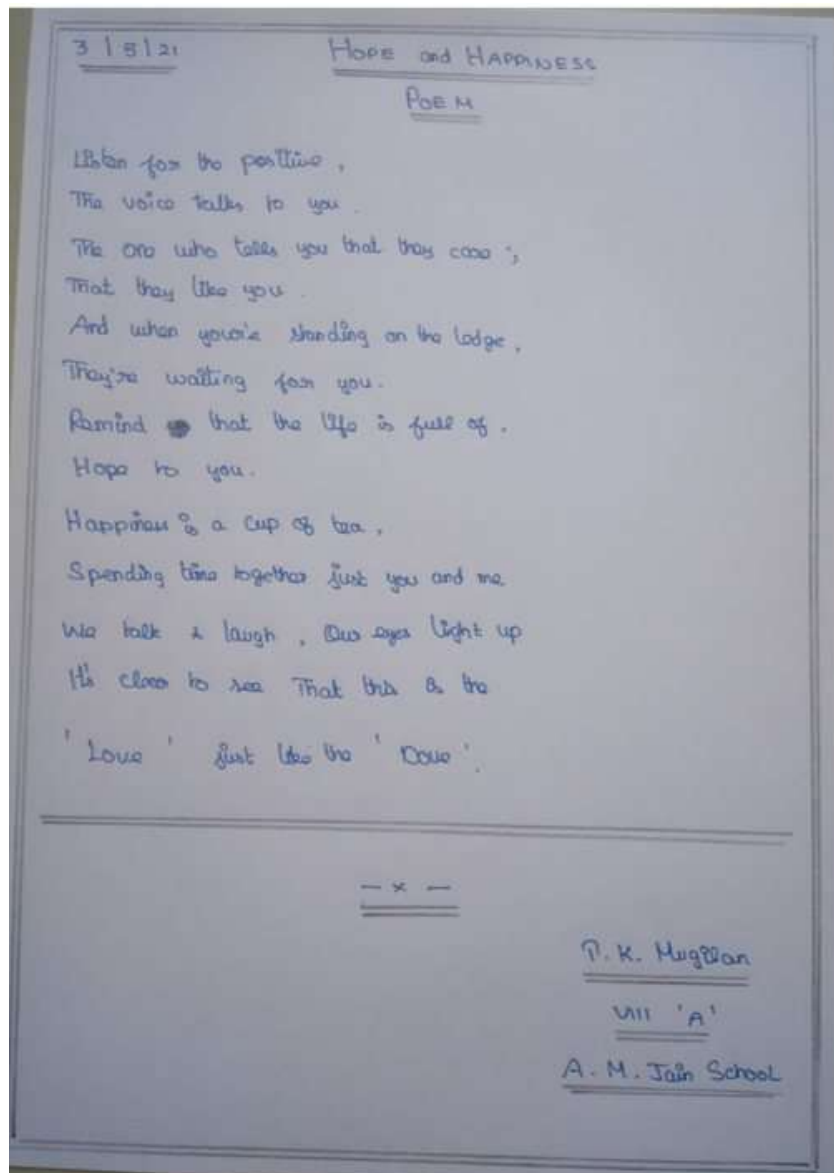 3|5|21
HOPE and HAPPINESS
POEM
Listen for the positive,
The voice talks to you.
The one who tells you that they care ;,
That they like you.
And when you're standing on the ledge,
They're waiting for you.
Remind that the life is full of.
Hope to you.
Happiness is a cup of tea,
Spending time together just you and me
We talk & laugh, Our eyes light up
It's clear to see That this is the
'Love' just like the 'Dove'.
— x —
P. K. Mugilan
VIII 'A'
A. M. Jain School